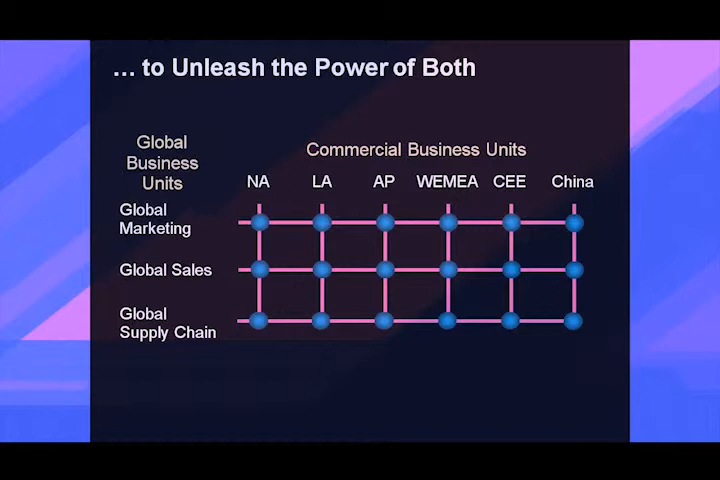 … to Unleash the Power of Both
Global
Business
Units
Commercial Business Units
NA LA AP WEMEA CEE China
Global
Marketing
Global Sales
Global
Supply Chain